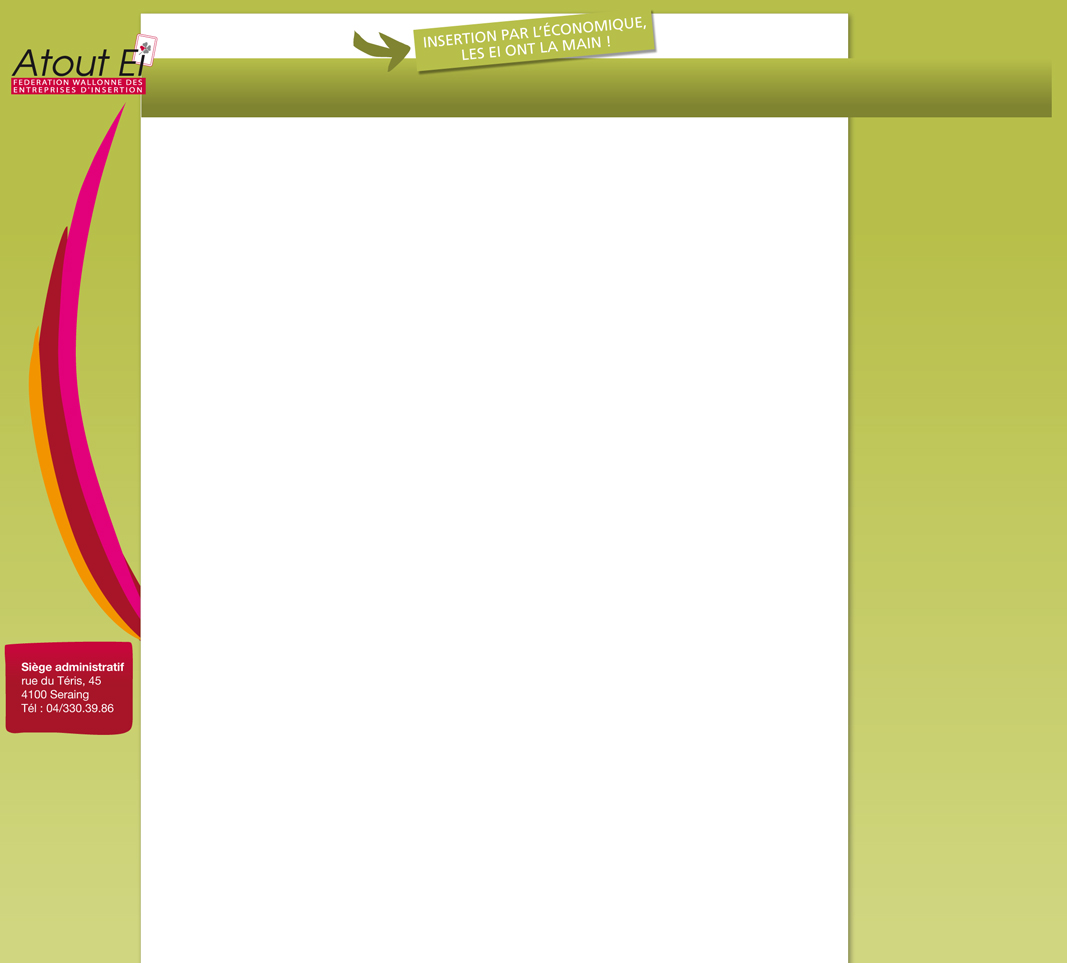 INSERTION PAR L'ÉCONOMIQUE,
LES EI ONT LA MAIN !
Atout Ei
FEDERATION WALLONNE DES
ENTREPRISES D'INSERTION
Siège administratif
rue du Téris, 45
4100 Seraing
Tél : 04/330.39.86